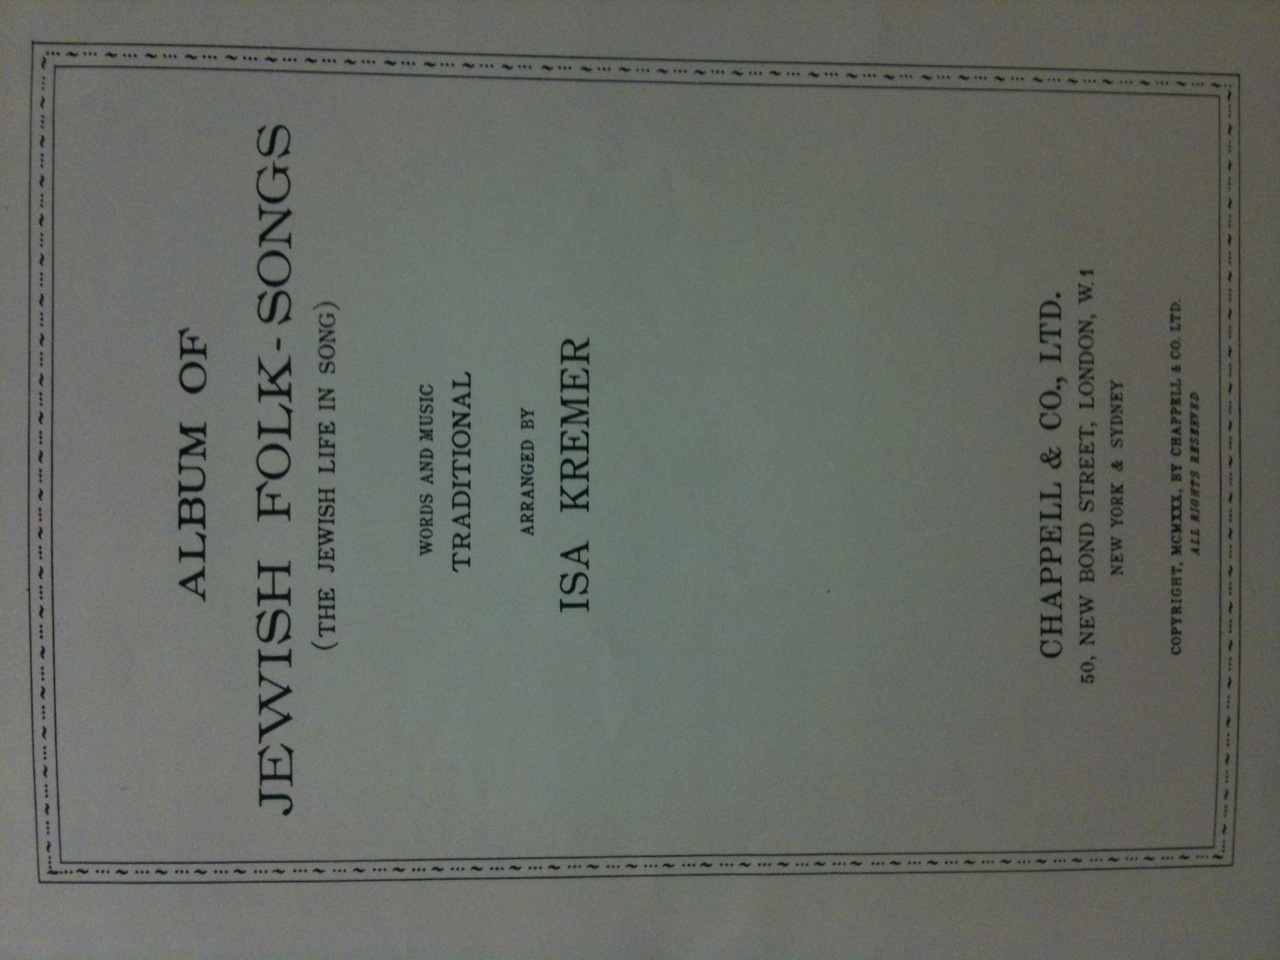 ALBUM OF
JEWISH FOLK-SONGS
(THE JEWISH LIFE IN SONG)
WORDS AND MUSIC
TRADITIONAL
ARRANGED BY
ISA KREMER
CHAPPELL & CO., LTD.
50, NEW BOND STREET, LONDON, W.1
NEW YORK & SYDNEY
COPYRIGHT, MCMXXX, BY CHAPPELL & CO. LTD.
ALL RIGHTS RESERVED